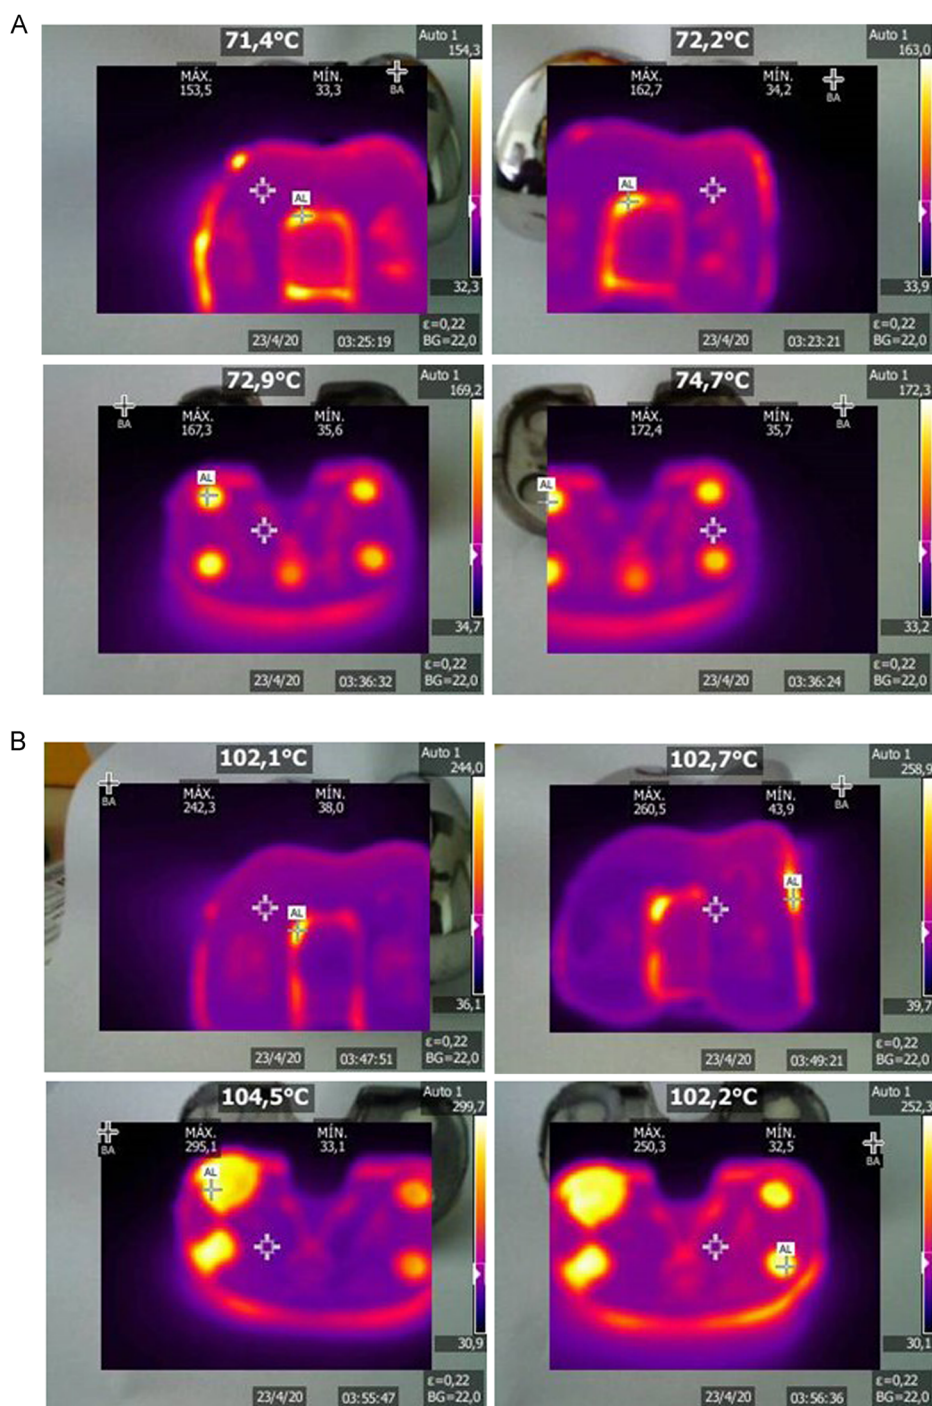 A
71,4°C
Auto 1
154,3
MÁX.
153,5
MÍN.
33,3
BA
AL
32,3
ε=0,22
BG=22,0
23/4/20
03:25:19
72,2°C
Auto 1
163,0
MÁX.
162,7
MÍN.
34,2
BA
AL
33,9
ε=0,22
BG=22,0
23/4/20
03:23:21
72,9°C
Auto 1
169,2
BA
MÁX.
167,3
MÍN.
35,6
AL
34,7
ε=0,22
BG=22,0
23/4/20
03:36:32
74,7°C
Auto 1
172,3
MÁX.
172,4
MÍN.
35,7
BA
AL
33,2
ε=0,22
BG=22,0
23/4/20
03:36:24
B
102,1°C
Auto 1
244,0
BA
MÁX.
242,3
MÍN.
38,0
AL
36,1
ε=0,22
BG=22,0
23/4/20
03:47:51
102,7°C
Auto 1
258,9
MÁX.
260,5
MÍN.
43,9
BA
AL
39,7
ε=0,22
BG=22,0
23/4/20
03:49:21
104,5°C
Auto 1
299,7
BA
MÁX.
295,1
MÍN.
33,1
AL
30,9
ε=0,22
BG=22,0
23/4/20
03:55:47
102,2°C
Auto 1
252,3
MÁX.
250,3
MÍN.
32,5
BA
AL
30,1
ε=0,22
BG=22,0
23/4/20
03:56:36